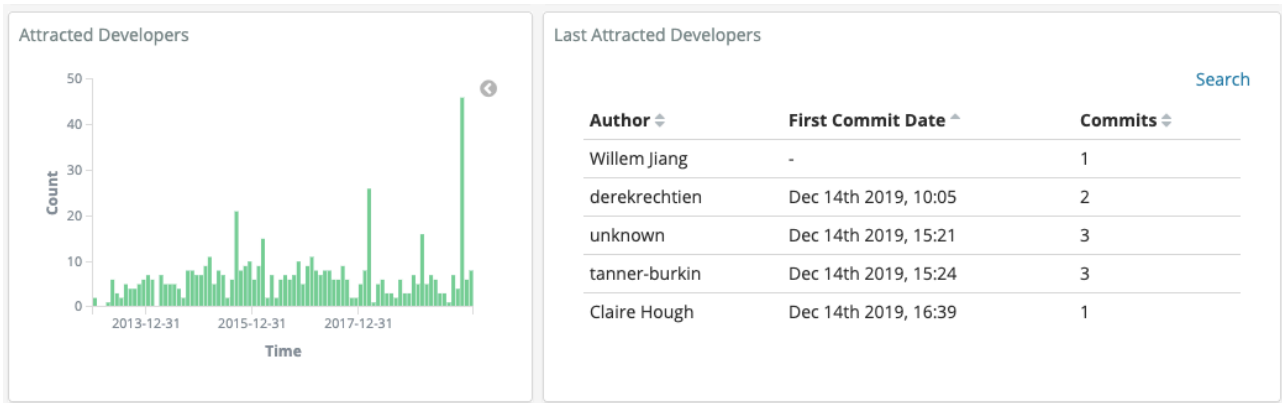 Attracted Developers
50
40
30
20
10
0
Count
2013-12-31 2015-12-31 2017-12-31
Time
Last Attracted Developers
Search
Author First Commit Date Commits
Willem Jiang - 1
derekrechtien Dec 14th 2019, 10:05 2
unknown Dec 14th 2019, 15:21 3
tanner-burkin Dec 14th 2019, 15:24 3
Claire Hough Dec 14th 2019, 16:39 1